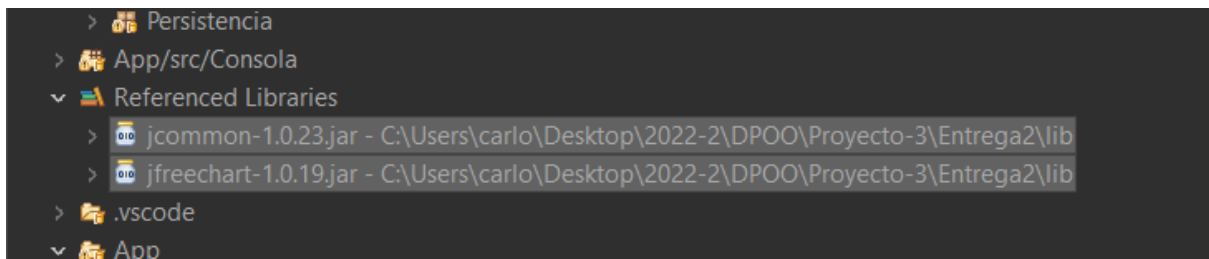 Persistencia
App/src/Consola
Referenced Libraries
jcommon-1.0.23.jar - C:\Users\carlo\Desktop\2022-2\DPOO\Proyecto-3\Entrega2\lib
jfreechart-1.0.19.jar - C:\Users\carlo\Desktop\2022-2\DPOO\Proyecto-3\Entrega2\lib
.vscode
App